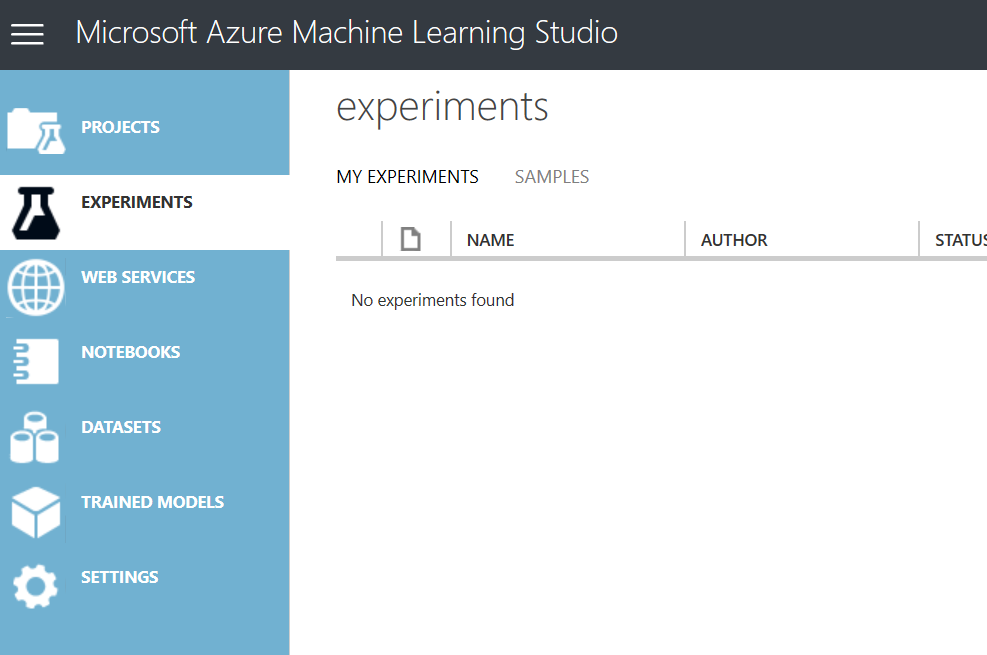 Microsoft Azure Machine Learning Studio
PROJECTS
EXPERIMENTS
WEB SERVICES
NOTEBOOKS
DATASETS
TRAINED MODELS
SETTINGS
experiments
MY EXPERIMENTS SAMPLES
NAME AUTHOR STATUS
No experiments found